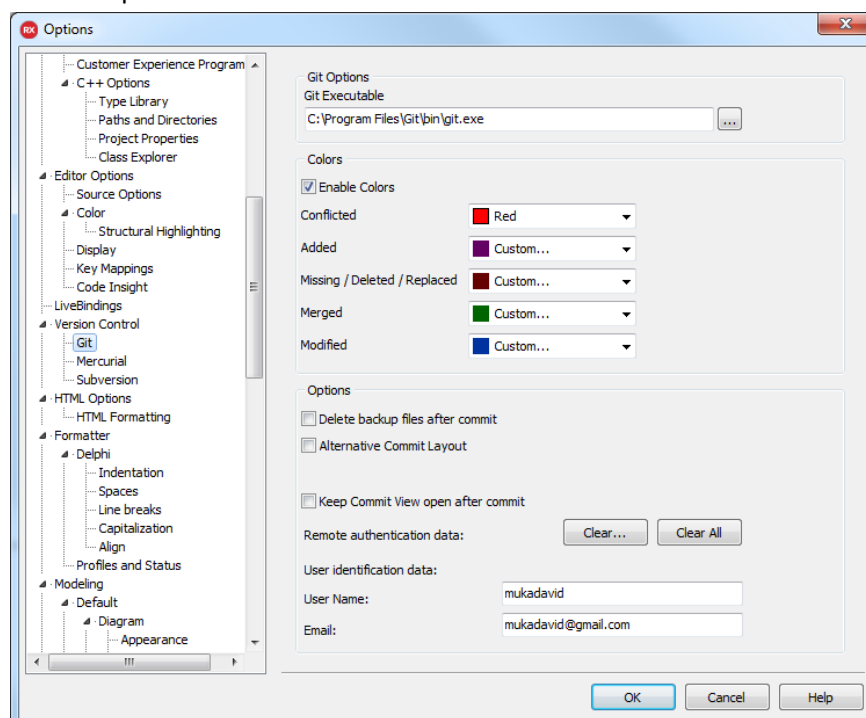 RX Options
Customer Experience Program
C++ Options
Type Library
Paths and Directories
Project Properties
Class Explorer
Editor Options
Source Options
Color
Structural Highlighting
Display
Key Mappings
Code Insight
LiveBindings
Version Control
Git
Mercurial
Subversion
HTML Options
HTML Formatting
Formatter
Delphi
Indentation
Spaces
Line breaks
Capitalization
Align
Profiles and Status
Modeling
Default
Diagram
Appearance
Git Options
Git Executable
C:\Program Files\Git\bin\git.exe ...
Colors
Enable Colors
Conflicted Red
Added Custom...
Missing / Deleted / Replaced Custom...
Merged Custom...
Modified Custom...
Options
Delete backup files after commit
Alternative Commit Layout
Keep Commit View open after commit
Remote authentication data: Clear... Clear All
User identification data:
User Name: mukadavid
Email: mukadavid@gmail.com
OK Cancel Help